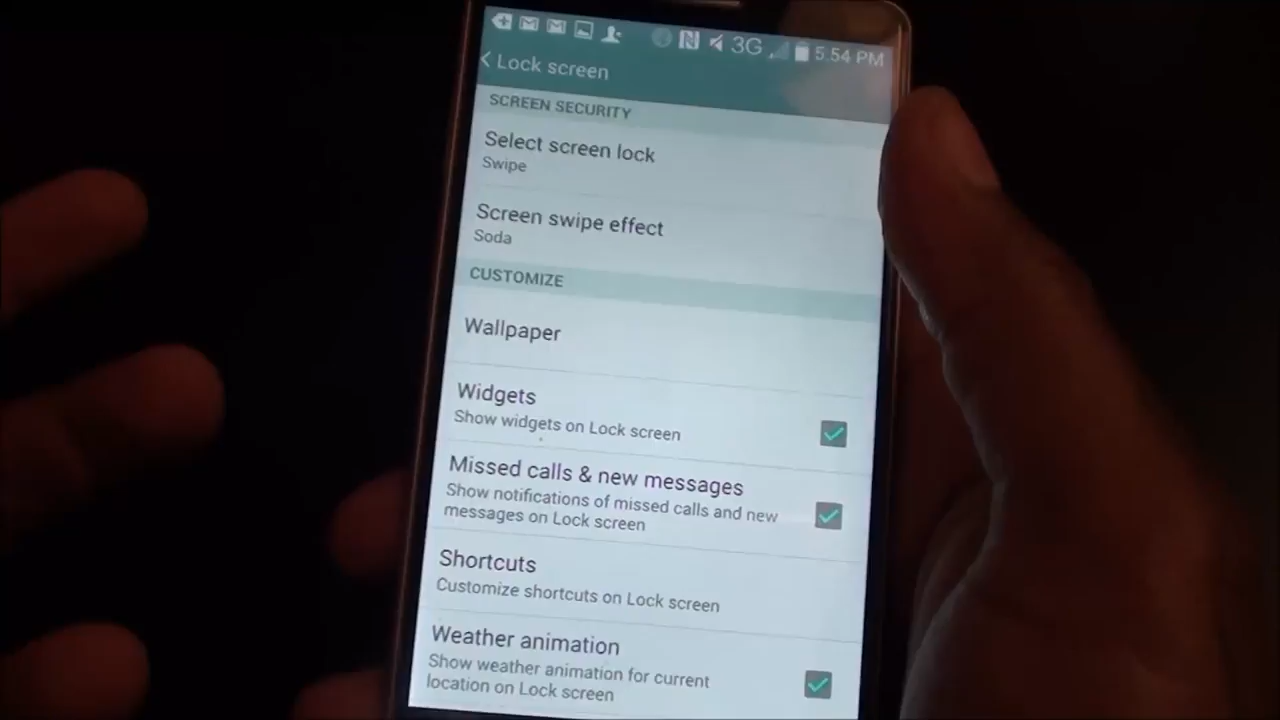 3G 5:54 PM
Lock screen
SCREEN SECURITY
Select screen lock
Swipe
Screen swipe effect
Soda
CUSTOMIZE
Wallpaper
Widgets
Show widgets on Lock screen
Missed calls & new messages
Show notifications of missed calls and new
messages on Lock screen
Shortcuts
Customize shortcuts on Lock screen
Weather animation
Show weather animation for current
location on Lock screen